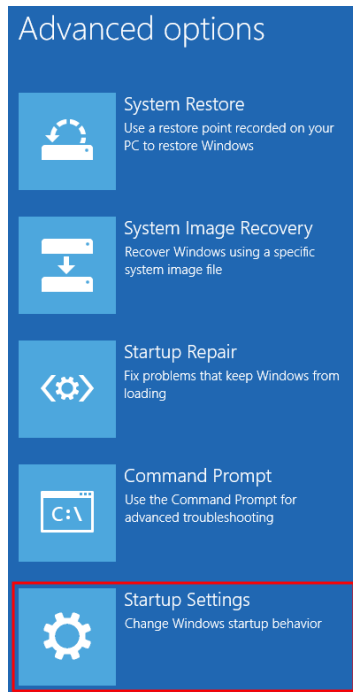 Advanced options
System Restore
Use a restore point recorded on your
PC to restore Windows
System Image Recovery
Recover Windows using a specific
system image file
Startup Repair
Fix problems that keep Windows from
loading
Command Prompt
Use the Command Prompt for
advanced troubleshooting
C:\
Startup Settings
Change Windows startup behavior